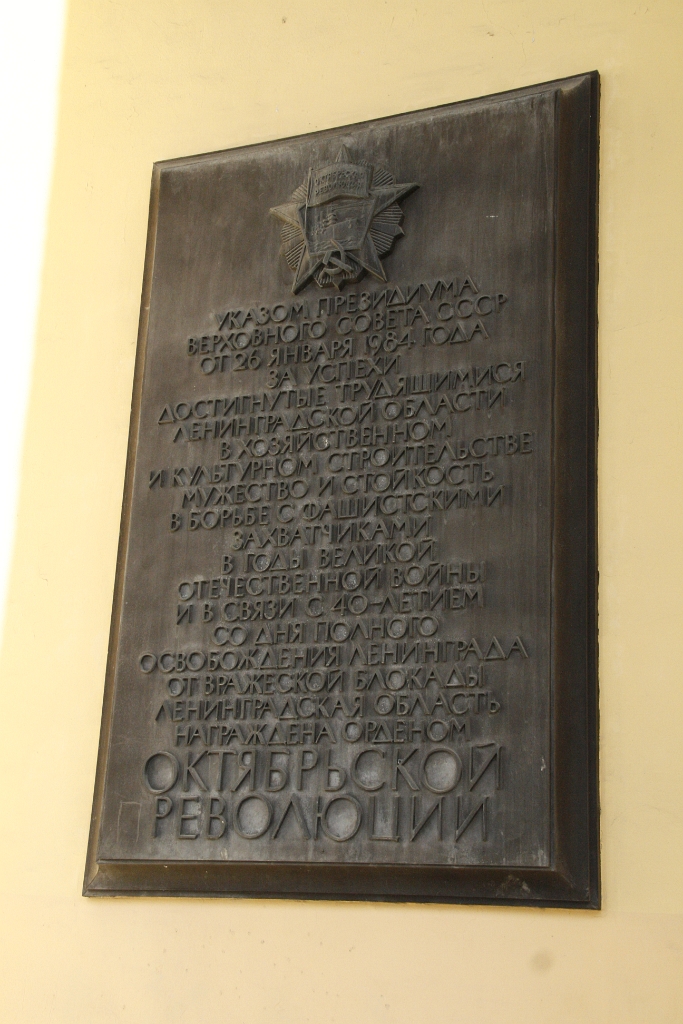 ОКТЯБРЬСКАЯ
РЕВОЛЮЦИЯ
УКАЗОМ ПРЕЗИДИУМА
ВЕРХОВНОГО СОВЕТА СССР
ОТ 26 ЯНВАРЯ 1984 ГОДА
ЗА УСПЕХИ
ДОСТИГНУТЫЕ ТРУДЯЩИМИСЯ
ЛЕНИНГРАДСКОЙ ОБЛАСТИ
В ХОЗЯЙСТВЕННОМ
И КУЛЬТУРНОМ СТРОИТЕЛЬСТВЕ
МУЖЕСТВО И СТОЙКОСТЬ
В БОРЬБЕ С ФАШИСТСКИМИ
ЗАХВАТЧИКАМИ
В ГОДЫ ВЕЛИКОЙ
ОТЕЧЕСТВЕННОЙ ВОЙНЫ
И В СВЯЗИ С 40-ЛЕТИЕМ
СО ДНЯ ПОЛНОГО
ОСВОБОЖДЕНИЯ ЛЕНИНГРАДА
ОТ ВРАЖЕСКОЙ БЛОКАДЫ
ЛЕНИНГРАДСКАЯ ОБЛАСТЬ
НАГРАЖДЕНА ОРДЕНОМ
ОКТЯБРЬСКОЙ
РЕВОЛЮЦИИ